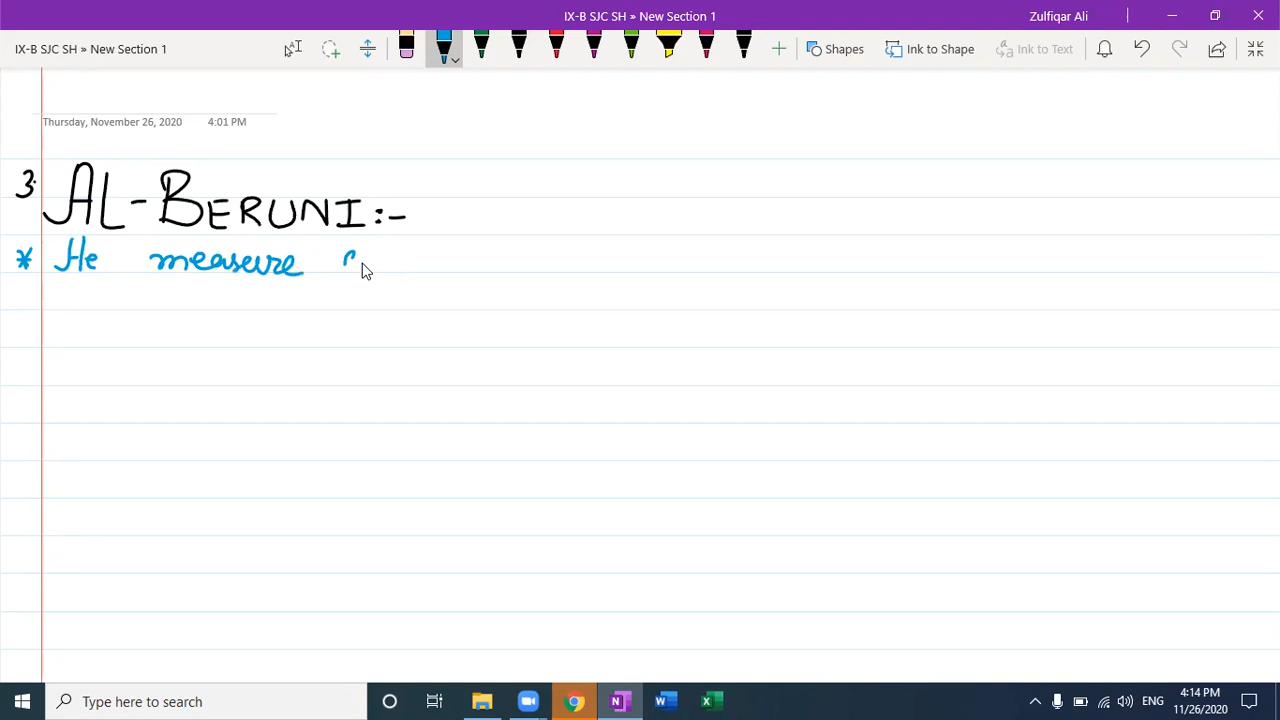 IX-B SJC SH » New Section 1
Zulfiqar Ali
IX-B SJC SH » New Section 1
Shapes
Ink to Shape
Ink to Text
Thursday, November 26, 2020 4:01 PM
3. AL-BERUNI:-
* He measure
Type here to search
ENG
4:14 PM
11/26/2020